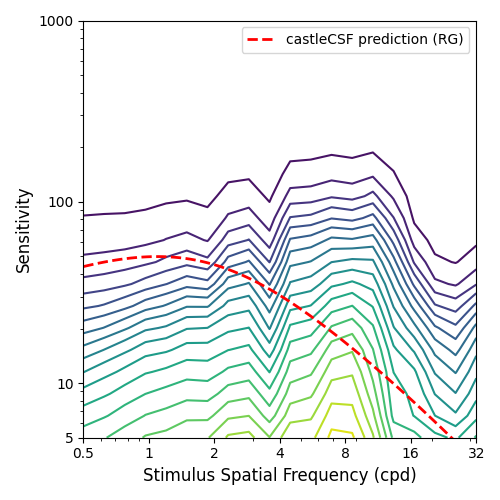 1000
castleCSF prediction (RG)
100
Sensitivity
10
5
0.5 1 2 4 8 16 32
Stimulus Spatial Frequency (cpd)